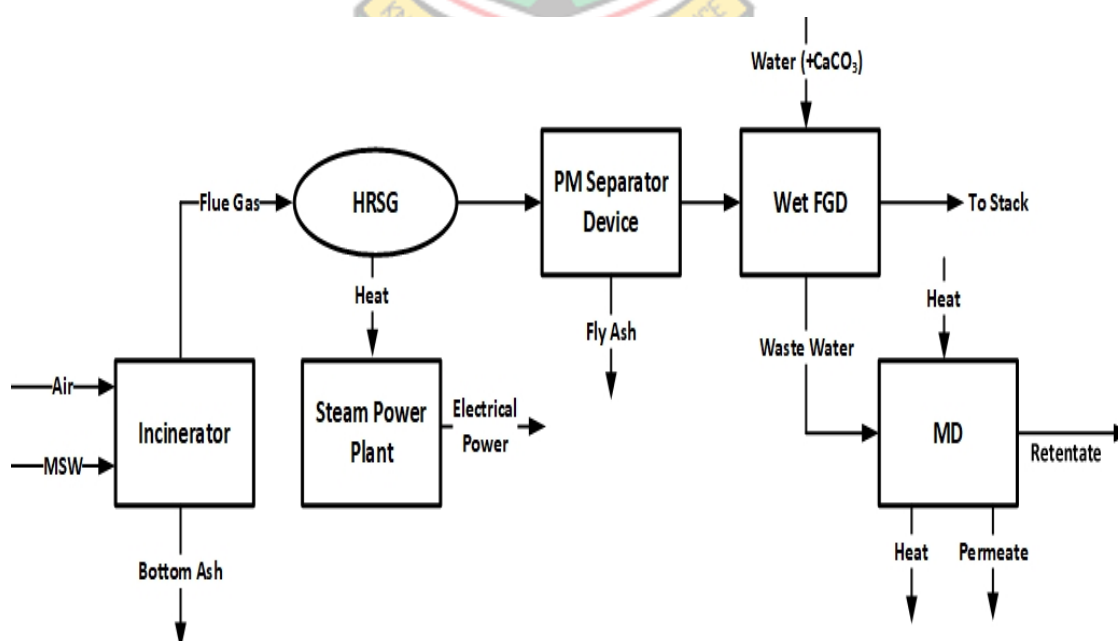 Water (+CaCO₃)
Flue Gas
HRSG
PM Separator
Device
Wet FGD
To Stack
Heat
Fly Ash
Waste Water
Heat
Air
MSW
Incinerator
Steam Power
Plant
Electrical
Power
MD
Retentate
Bottom Ash
Heat
Permeate